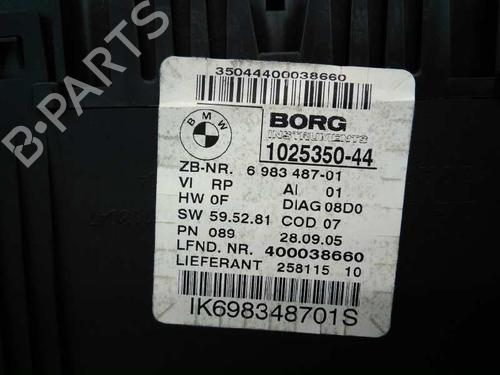 35044400038660
BMW
BORG
INSTRUMENTS
1025350-44
ZB-NR. 6 983 487-01
VI RP AI 01
HW 0F DIAG 08D0
SW 59.52.81 COD 07
PN 089 28.09.05
LFND. NR. 400038660
LIEFERANT 258115 10
IK698348701S
B-PARTS